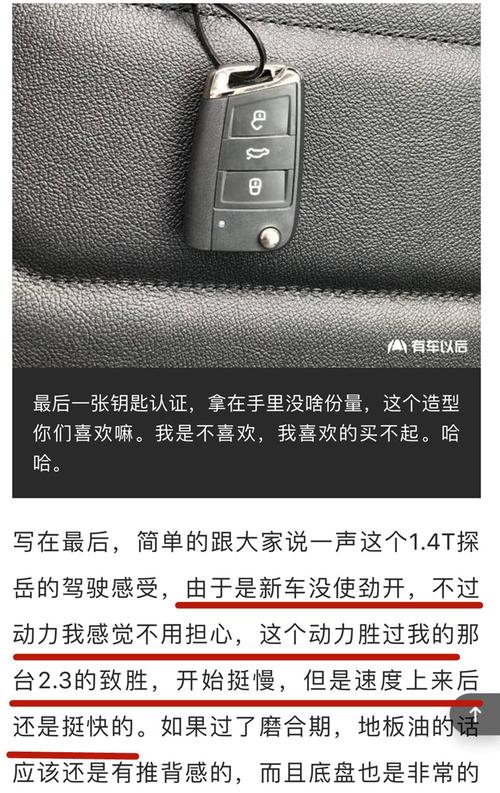 有车以后
最后一张钥匙认证，拿在手里没啥份量，这个造型
你们喜欢嘛。我是不喜欢，我喜欢的买不起。哈
哈。
写在最后，简单的跟大家说一声这个1.4T探
岳的驾驶感受，由于是新车没使劲开，不过
动力我感觉不用担心，这个动力胜过我的那
台2.3的致胜，开始挺慢，但是速度上来后
还是挺快的。如果过了磨合期，地板油的话
应该还是有推背感的，而且底盘也是非常的